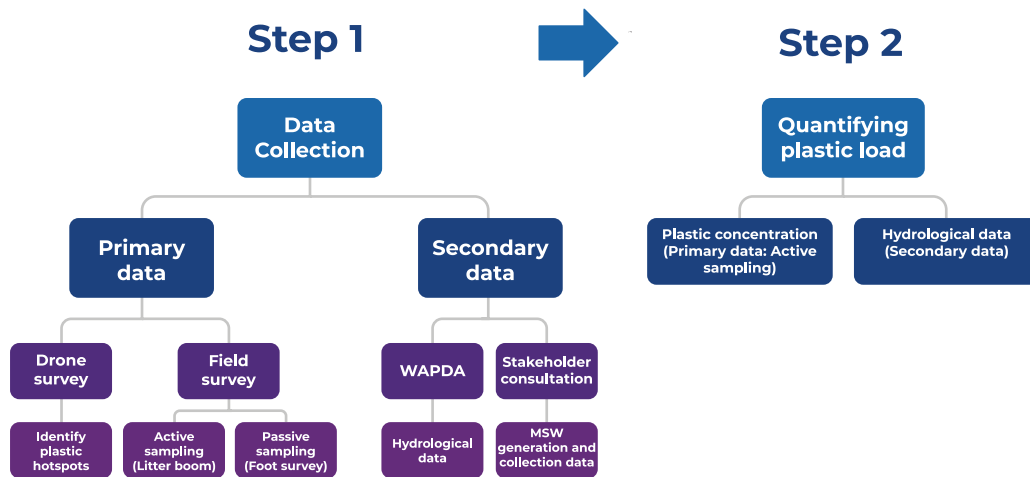 Step 1
Step 2
Data
Collection
Quantifying
plastic load
Primary
data
Secondary
data
Plastic concentration
(Primary data: Active
sampling)
Hydrological data
(Secondary data)
Drone
survey
Field
survey
WAPDA
Stakeholder
consultation
Identify
plastic
hotspots
Active
sampling
(Litter boom)
Passive
sampling
(Foot survey)
Hydrological
data
MSW
generation and
collection data